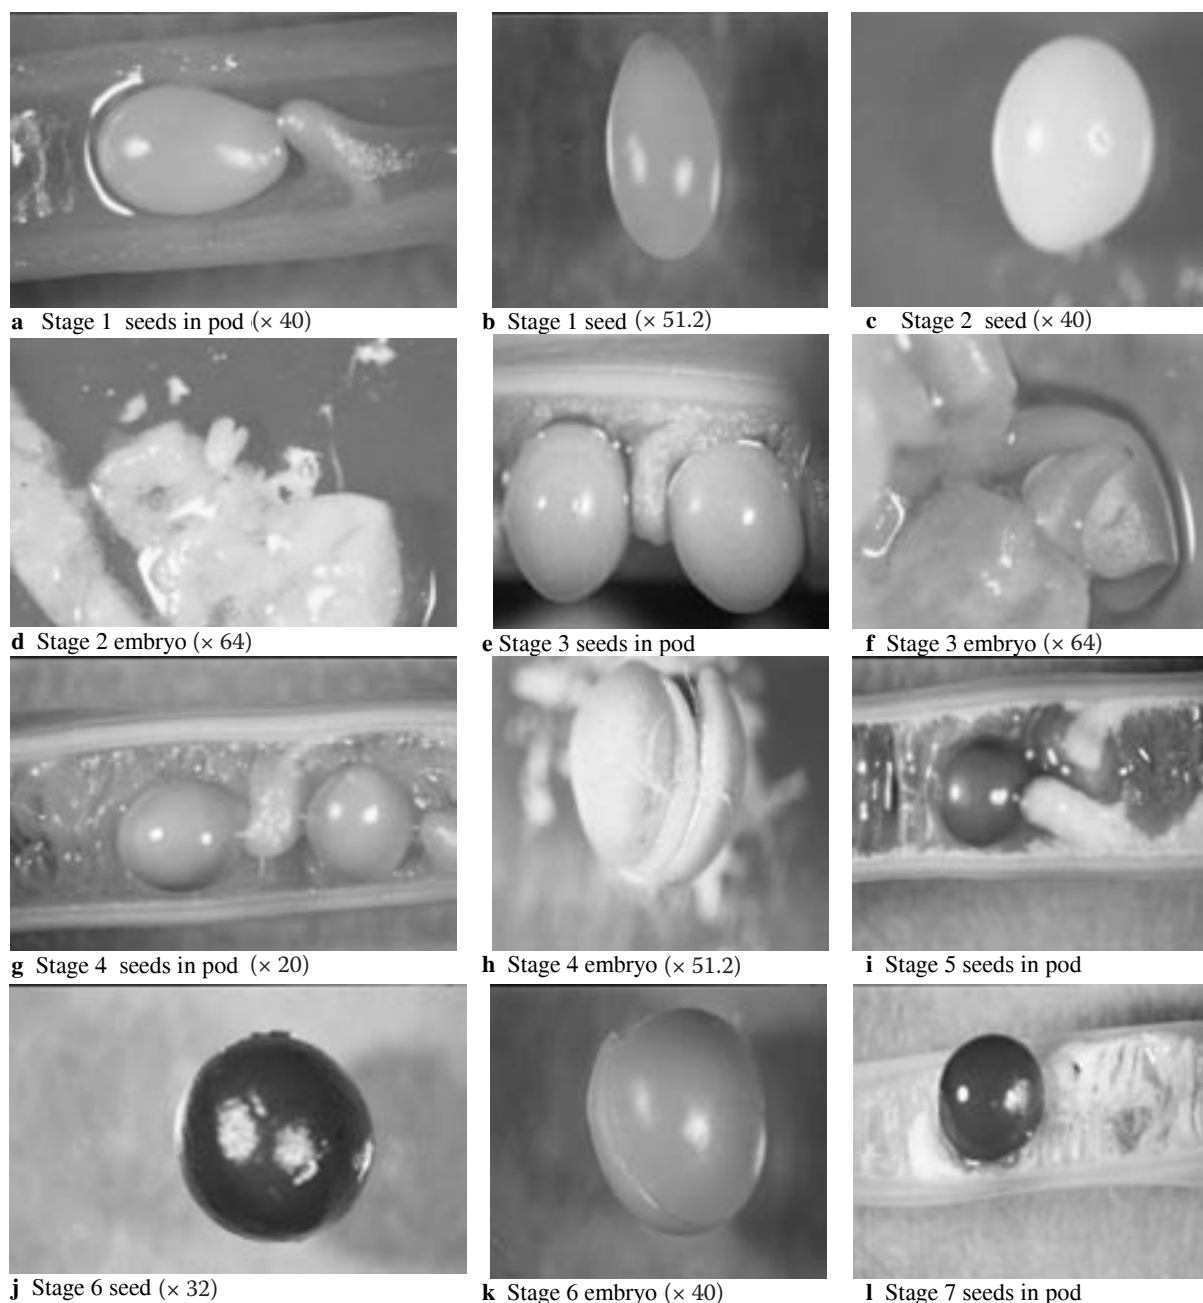 a Stage 1 seeds in pod (× 40)
b Stage 1 seed (× 51.2)
c Stage 2 seed (× 40)
d Stage 2 embryo (× 64)
e Stage 3 seeds in pod
f Stage 3 embryo (× 64)
g Stage 4 seeds in pod (× 20)
h Stage 4 embryo (× 51.2)
i Stage 5 seeds in pod
j Stage 6 seed (× 32)
k Stage 6 embryo (× 40)
l Stage 7 seeds in pod